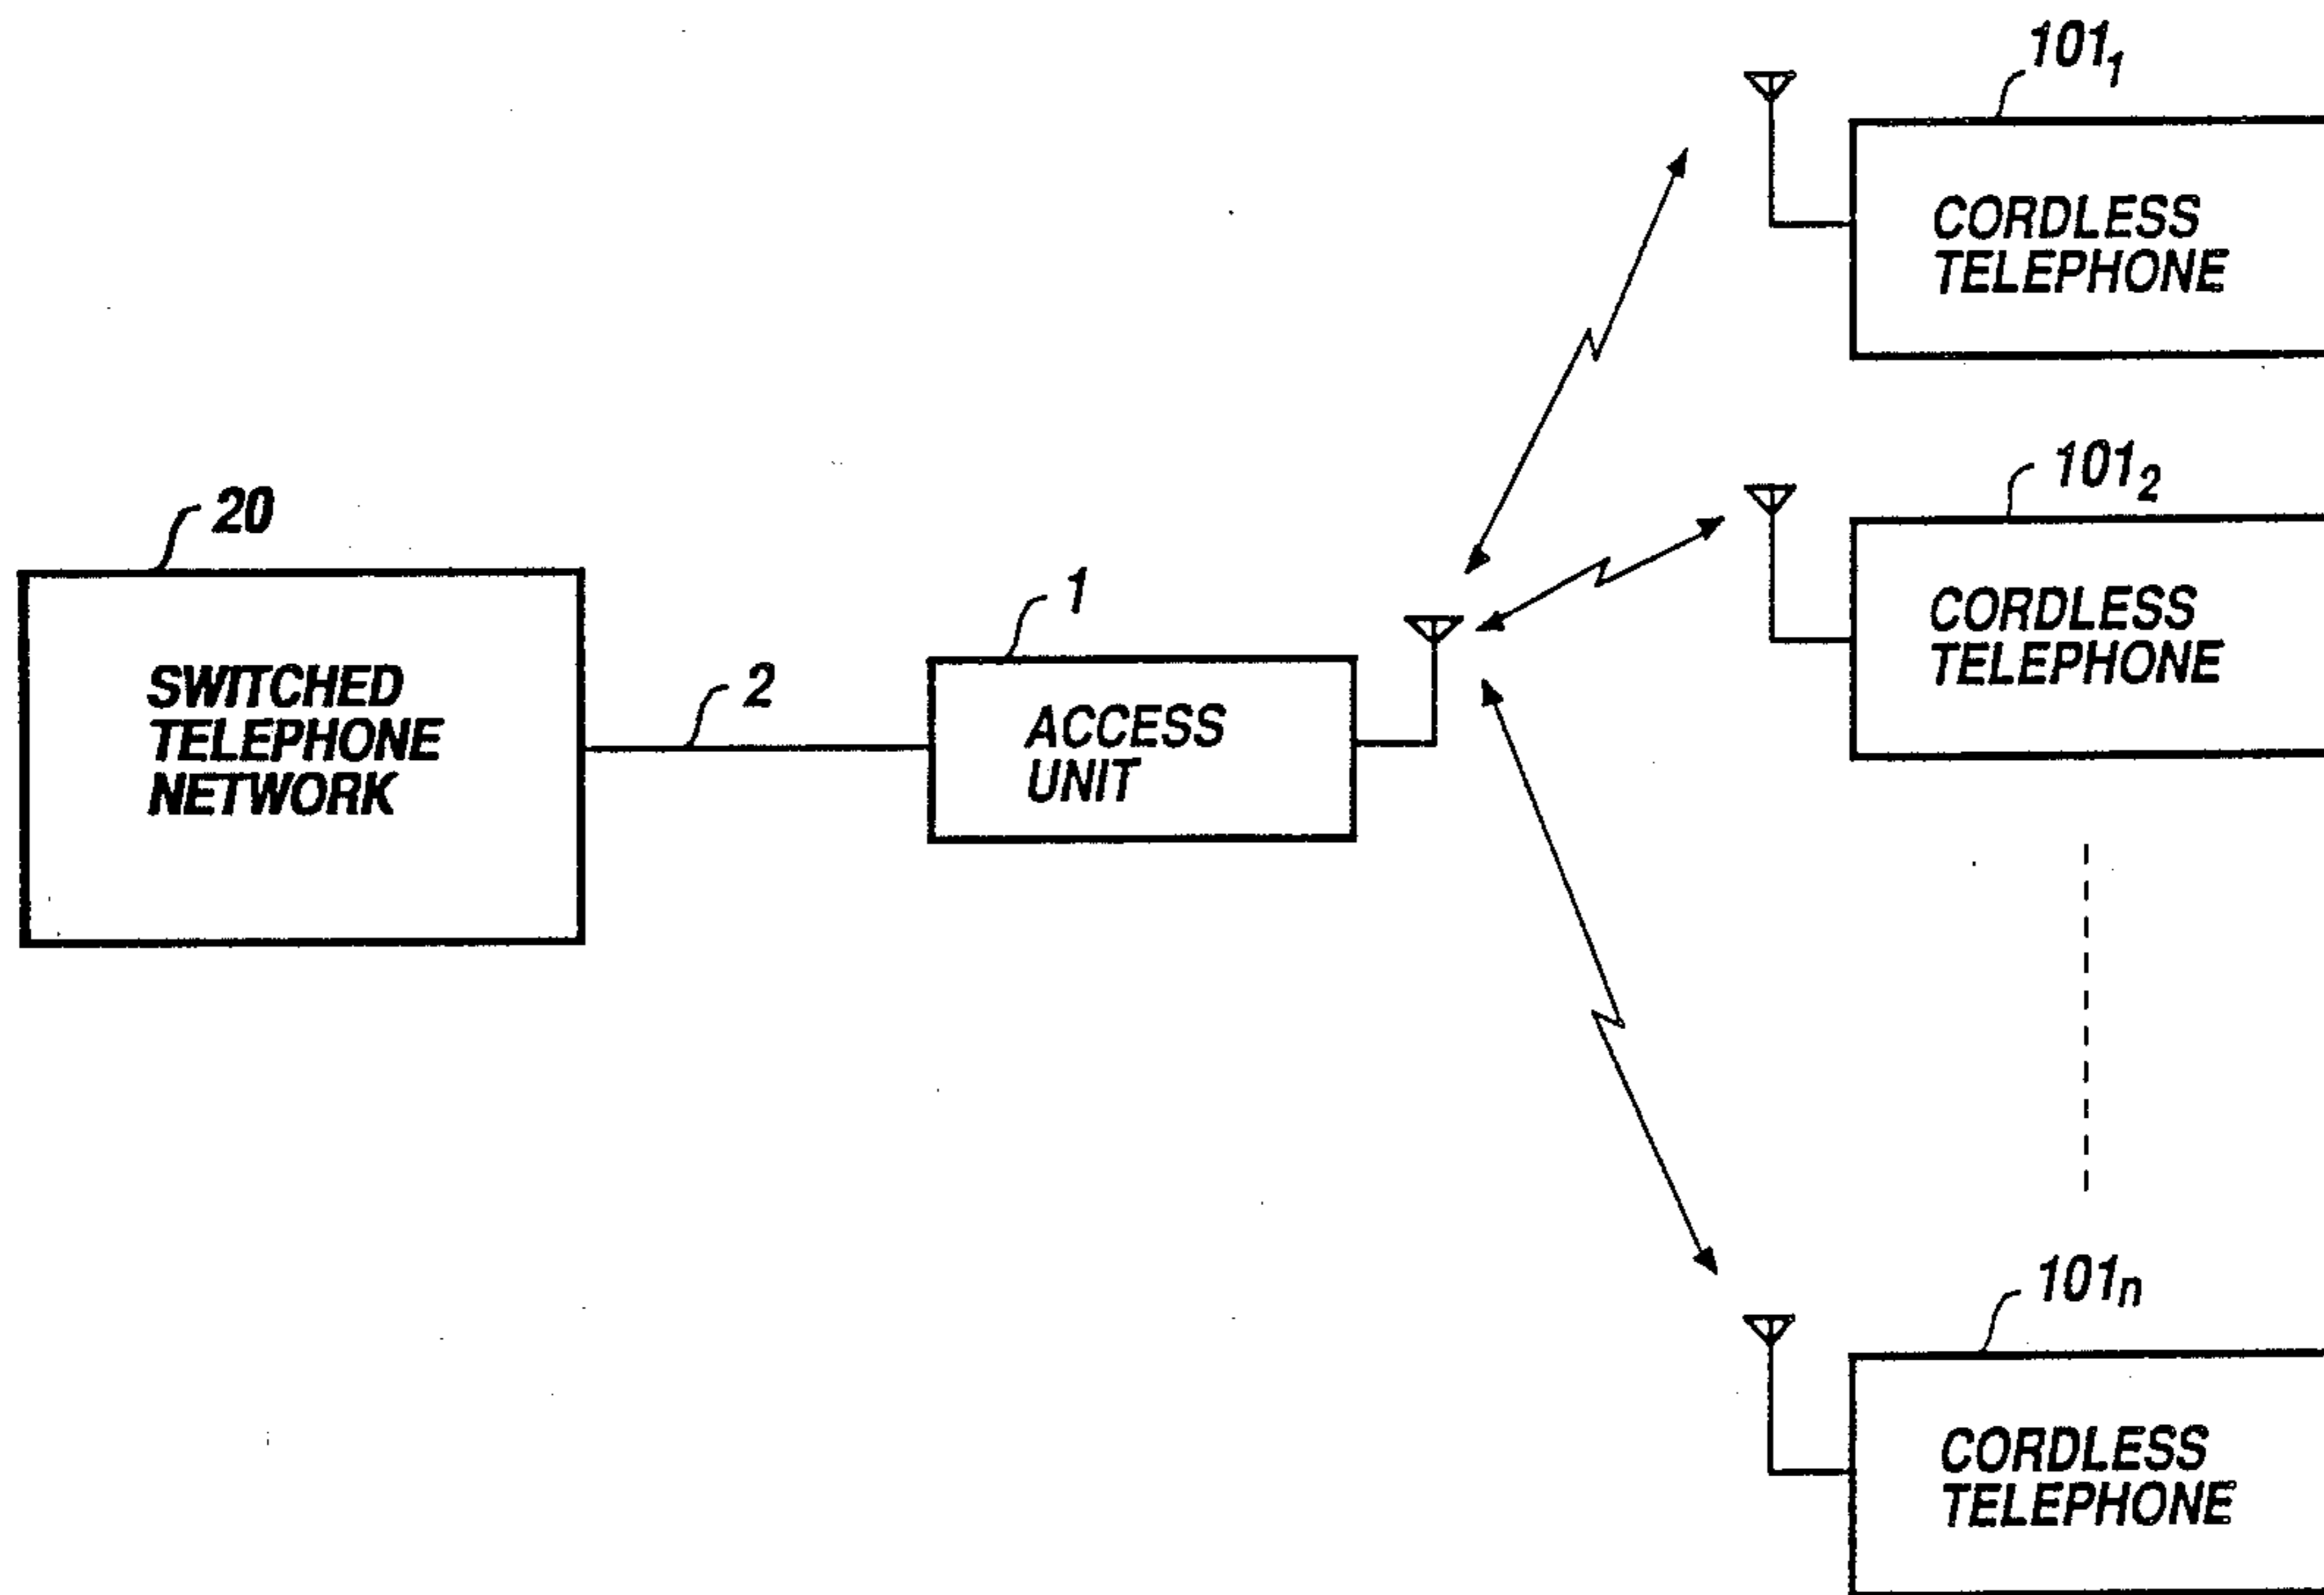 101₁
CORDLESS
TELEPHONE
101₂
CORDLESS
TELEPHONE
20
SWITCHED
TELEPHONE
NETWORK
2
1
ACCESS
UNIT
101ₙ
CORDLESS
TELEPHONE